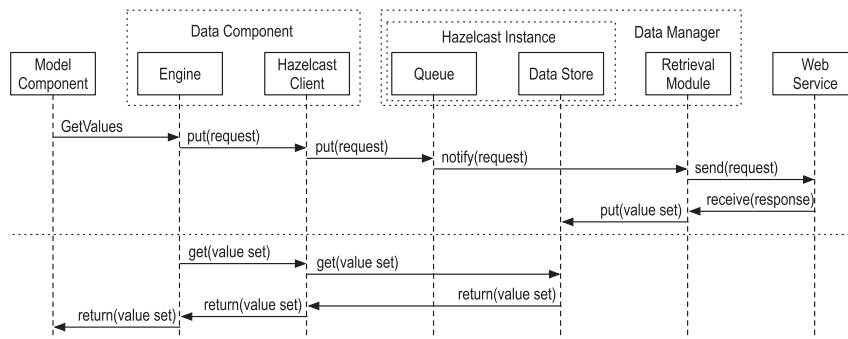 Data Component
Hazelcast Instance
Data Manager
Model
Component
Engine
Hazelcast
Client
Queue
Data Store
Retrieval
Module
Web
Service
GetValues
put(request)
put(request)
notify(request)
send(request)
receive(response)
put(value set)
get(value set)
get(value set)
return(value set)
return(value set)
return(value set)